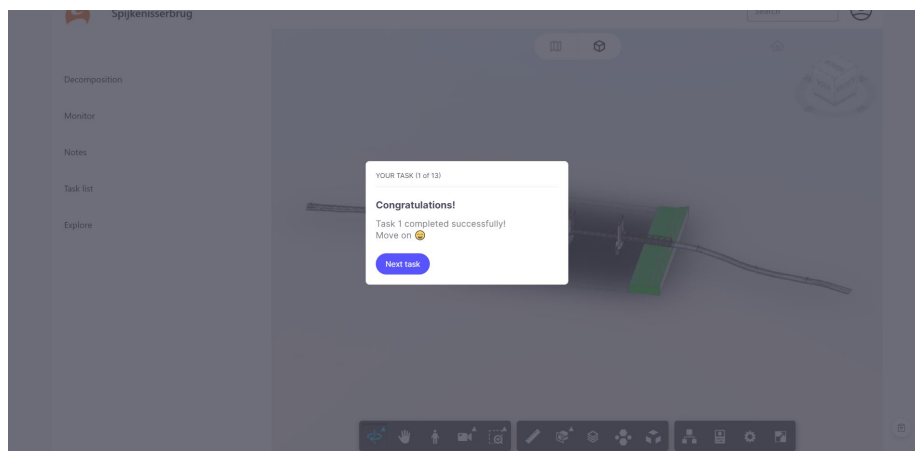 Spijkenisserbrug
Search
Decomposition
Monitor
Notes
Task list
Explore
YOUR TASK (1 of 13)
Congratulations!
Task 1 completed successfully!
Move on 😄
Next task